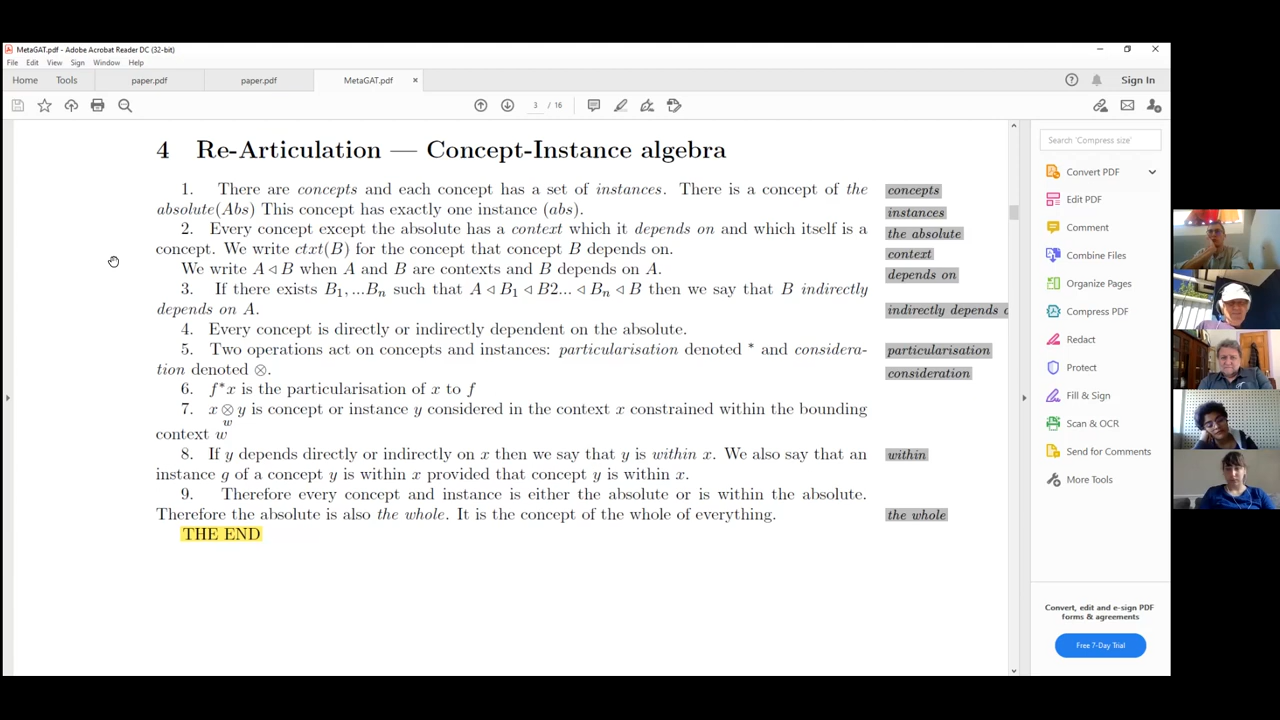 MetaGAT.pdf - Adobe Acrobat Reader DC (32-bit)
File Edit View Sign Window Help
Home Tools paper.pdf paper.pdf MetaGAT.pdf × Sign In
3 / 16
4 Re-Articulation — Concept-Instance algebra
1. There are concepts and each concept has a set of instances. There is a concept of the
absolute(Abs) This concept has exactly one instance (abs).
2. Every concept except the absolute has a context which it depends on and which itself is a
concept. We write ctxt(B) for the concept that concept B depends on.
We write A ◁ B when A and B are contexts and B depends on A.
3. If there exists B₁,...Bₙ such that A ◁ B₁ ◁ B2... ◁ Bₙ ◁ B then we say that B indirectly
depends on A.
4. Every concept is directly or indirectly dependent on the absolute.
5. Two operations act on concepts and instances: particularisation denoted * and considera-
tion denoted ⊗.
6. f*x is the particularisation of x to f
7. x ⊗ y is concept or instance y considered in the context x constrained within the bounding
w
context w
8. If y depends directly or indirectly on x then we say that y is within x. We also say that an
instance g of a concept y is within x provided that concept y is within x.
9. Therefore every concept and instance is either the absolute or is within the absolute.
Therefore the absolute is also the whole. It is the concept of the whole of everything.
THE END
concepts
instances
the absolute
context
depends on
indirectly depends o
particularisation
consideration
within
the whole
Search 'Compress size'
Convert PDF
Edit PDF
Comment
Combine Files
Organize Pages
Compress PDF
Redact
Protect
Fill & Sign
Scan & OCR
Send for Comments
More Tools
Convert, edit and e-sign PDF
forms & agreements
Free 7-Day Trial